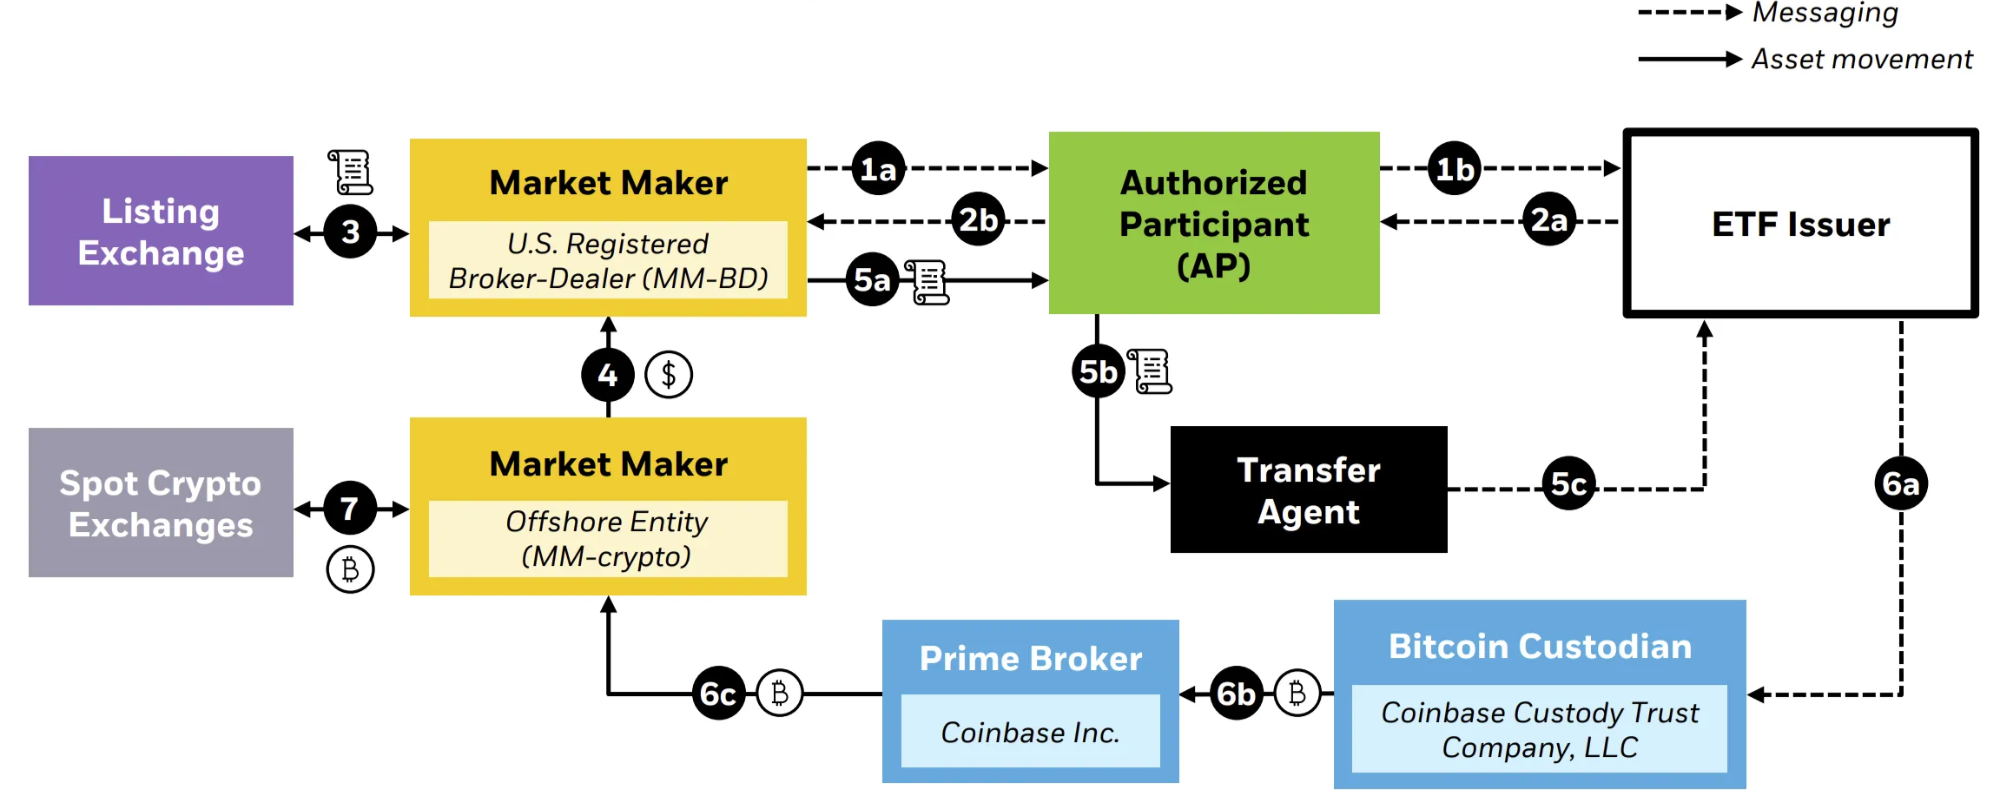 Messaging
Asset movement
Listing
Exchange
3
Market Maker
U.S. Registered
Broker-Dealer (MM-BD)
1a
2b
5a
Authorized
Participant
(AP)
1b
2a
ETF Issuer
4
$
5b
Spot Crypto
Exchanges
7
₿
Market Maker
Offshore Entity
(MM-crypto)
Transfer
Agent
5c
6a
6c
₿
Prime Broker
Coinbase Inc.
6b
₿
Bitcoin Custodian
Coinbase Custody Trust
Company, LLC